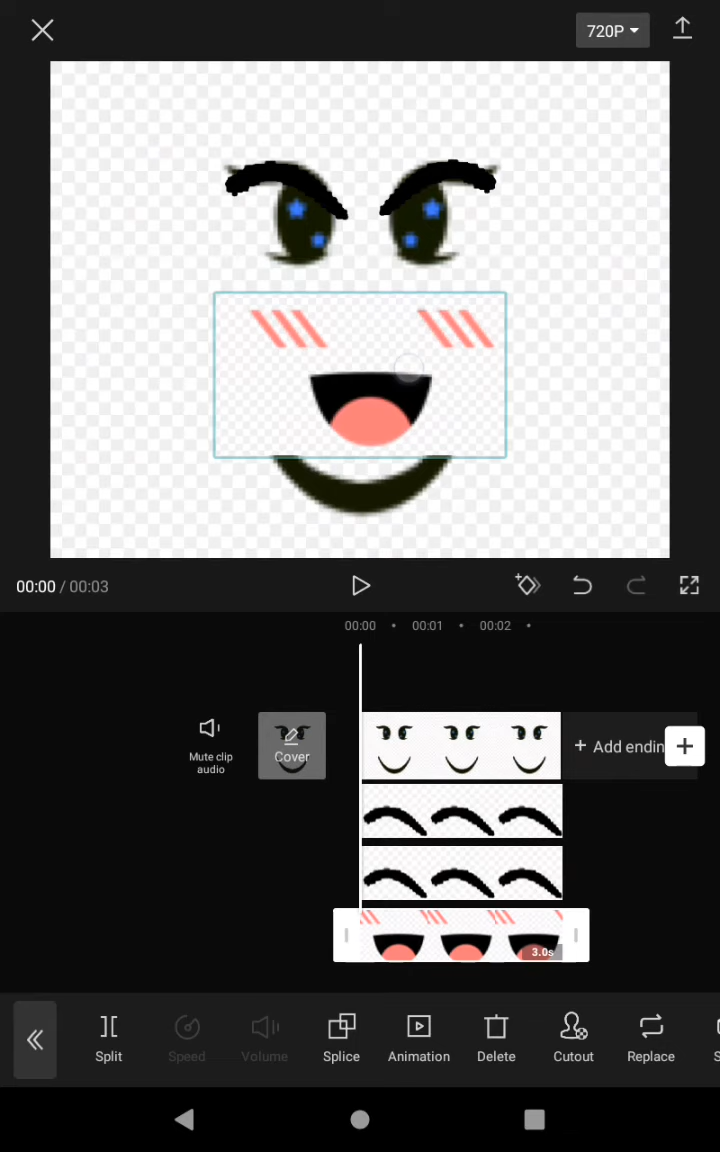 720P
00:00 / 00:03
00:00 00:01 00:02
Mute clip
audio
Cover
+ Add endin
3.0s
Split Speed Volume Splice Animation Delete Cutout Replace S